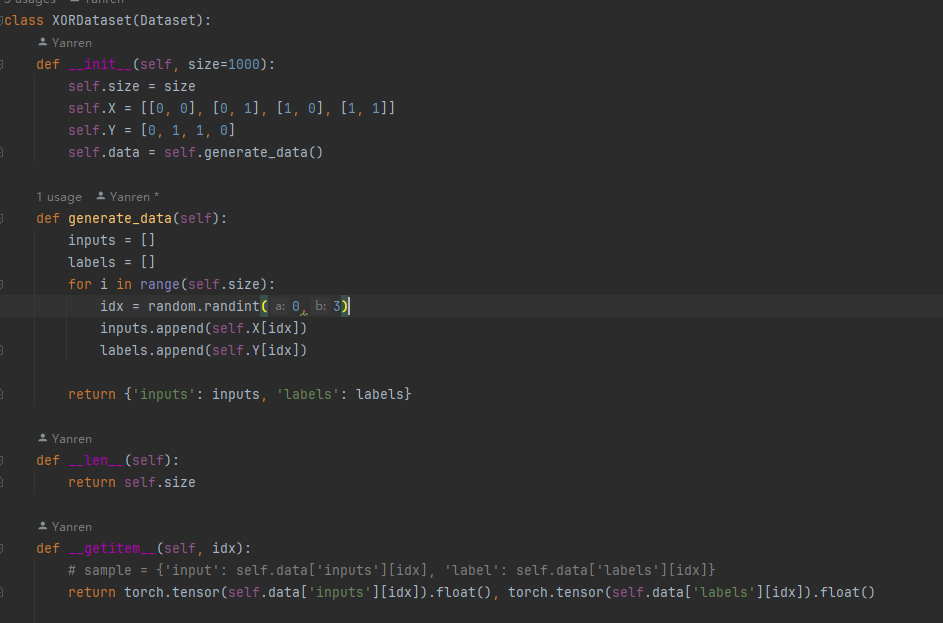 5 usages Yanren
class XORDataset(Dataset):
Yanren
def __init__(self, size=1000):
self.size = size
self.X = [[0, 0], [0, 1], [1, 0], [1, 1]]
self.Y = [0, 1, 1, 0]
self.data = self.generate_data()
1 usage Yanren *
def generate_data(self):
inputs = []
labels = []
for i in range(self.size):
idx = random.randint( a: 0, b: 3)
inputs.append(self.X[idx])
labels.append(self.Y[idx])
return {'inputs': inputs, 'labels': labels}
Yanren
def __len__(self):
return self.size
Yanren
def __getitem__(self, idx):
# sample = {'input': self.data['inputs'][idx], 'label': self.data['labels'][idx]}
return torch.tensor(self.data['inputs'][idx]).float(), torch.tensor(self.data['labels'][idx]).float()